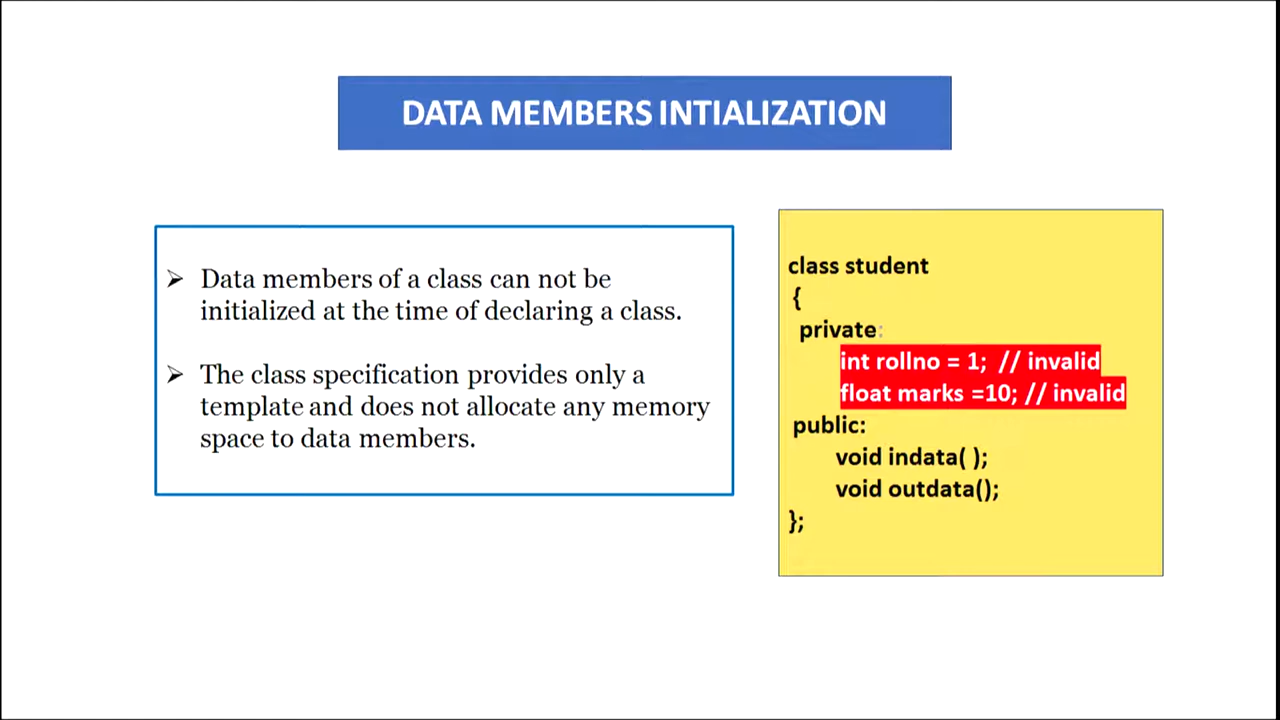 DATA MEMBERS INTIALIZATION
➢ Data members of a class can not be
initialized at the time of declaring a class.
➢ The class specification provides only a
template and does not allocate any memory
space to data members.
class student
{
private:
int rollno = 1; // invalid
float marks =10; // invalid
public:
void indata( );
void outdata();
};